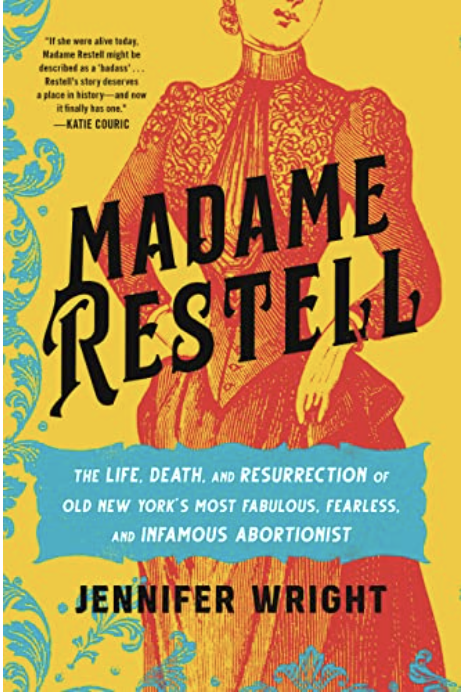 "If she were alive today,
Madame Restell might be
described as a 'badass' . . .
Restell's story deserves
a place in history—and now
it finally has one."
—KATIE COURIC
MADAME
RESTELL
THE LIFE, DEATH, AND RESURRECTION OF
OLD NEW YORK'S MOST FABULOUS, FEARLESS,
AND INFAMOUS ABORTIONIST
JENNIFER WRIGHT